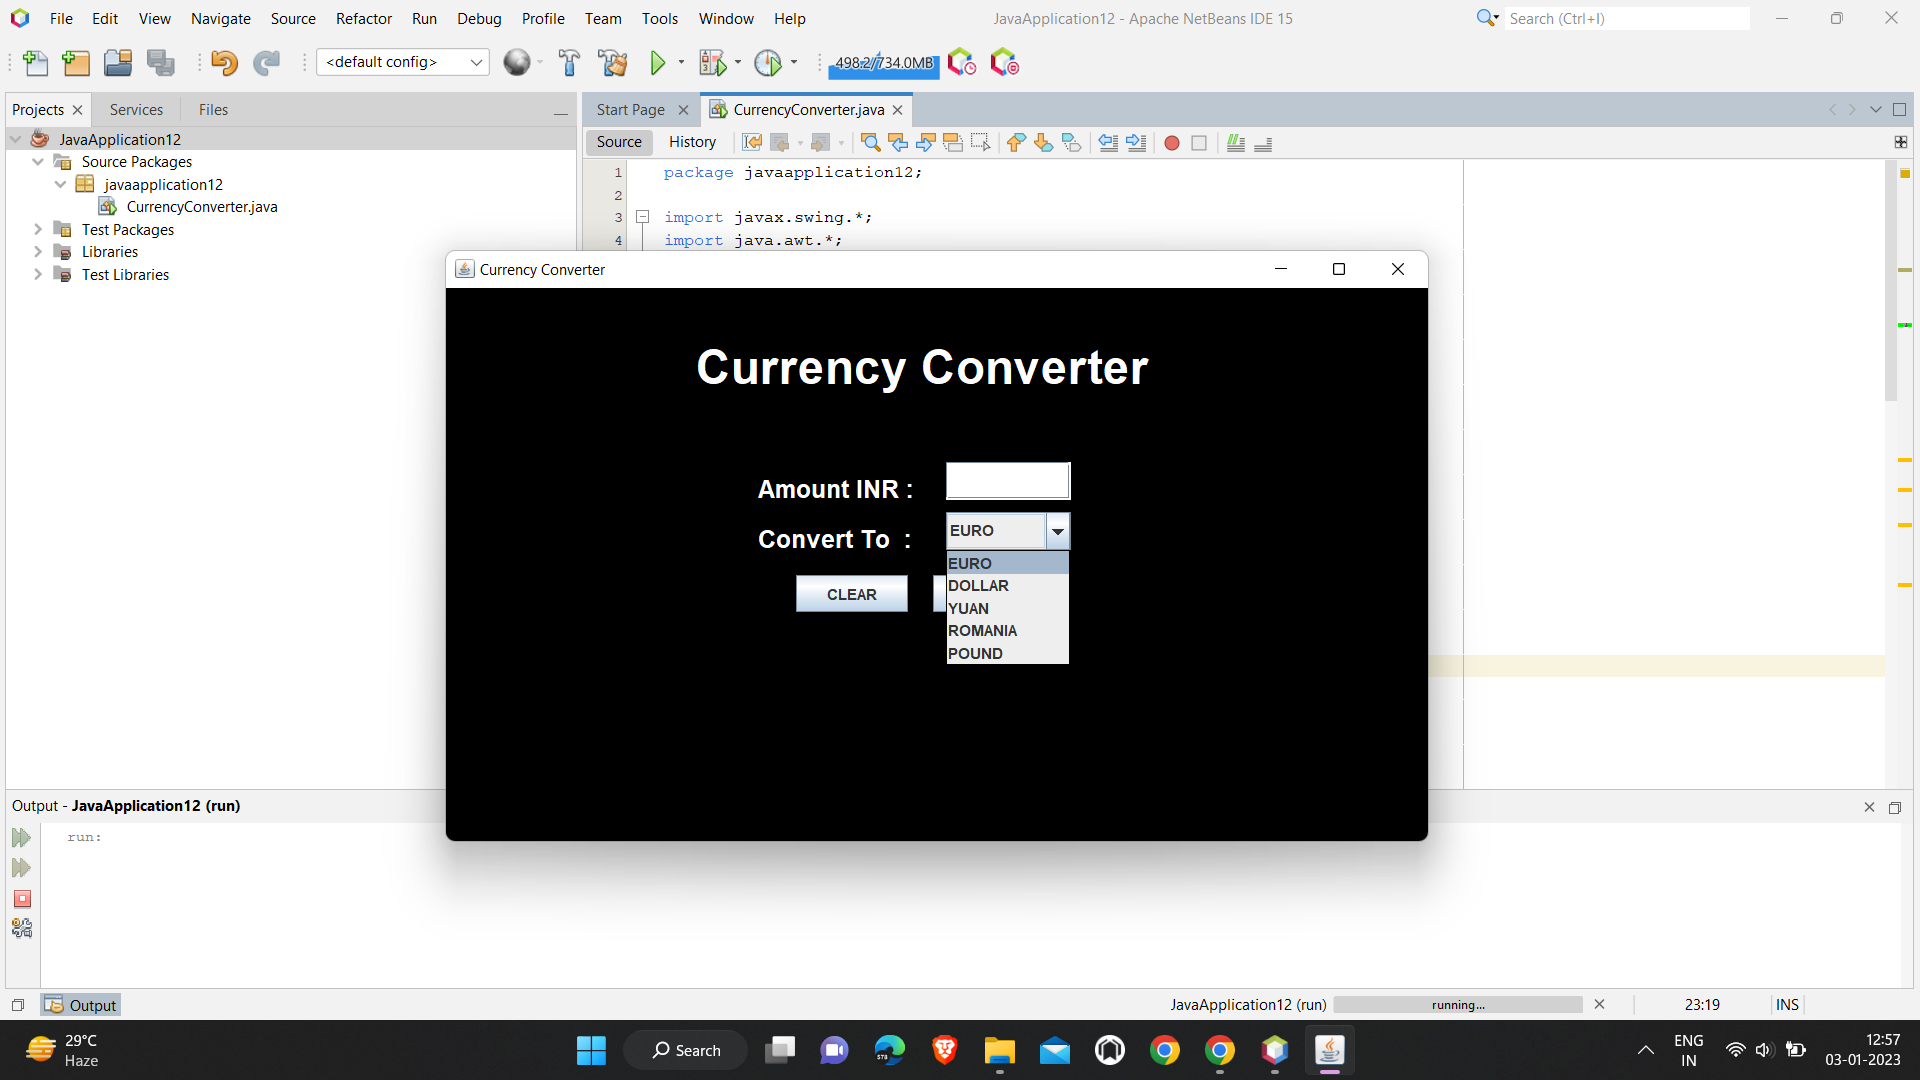 File Edit View Navigate Source Refactor Run Debug Profile Team Tools Window Help
JavaApplication12 - Apache NetBeans IDE 15
Search (Ctrl+I)
<default config>
498.2/734.0MB
Projects Services Files
Start Page CurrencyConverter.java
JavaApplication12
Source Packages
javaapplication12
CurrencyConverter.java
Test Packages
Libraries
Test Libraries
Source History
1 package javaapplication12;
2
3 import javax.swing.*;
4 import java.awt.*;
Currency Converter
Currency Converter
Amount INR :
Convert To :
EURO
EURO
DOLLAR
YUAN
ROMANIA
POUND
CLEAR
Output - JavaApplication12 (run)
run:
Output
JavaApplication12 (run) running... 23:19 INS
29°C
Haze
Search
ENG
IN
12:57
03-01-2023